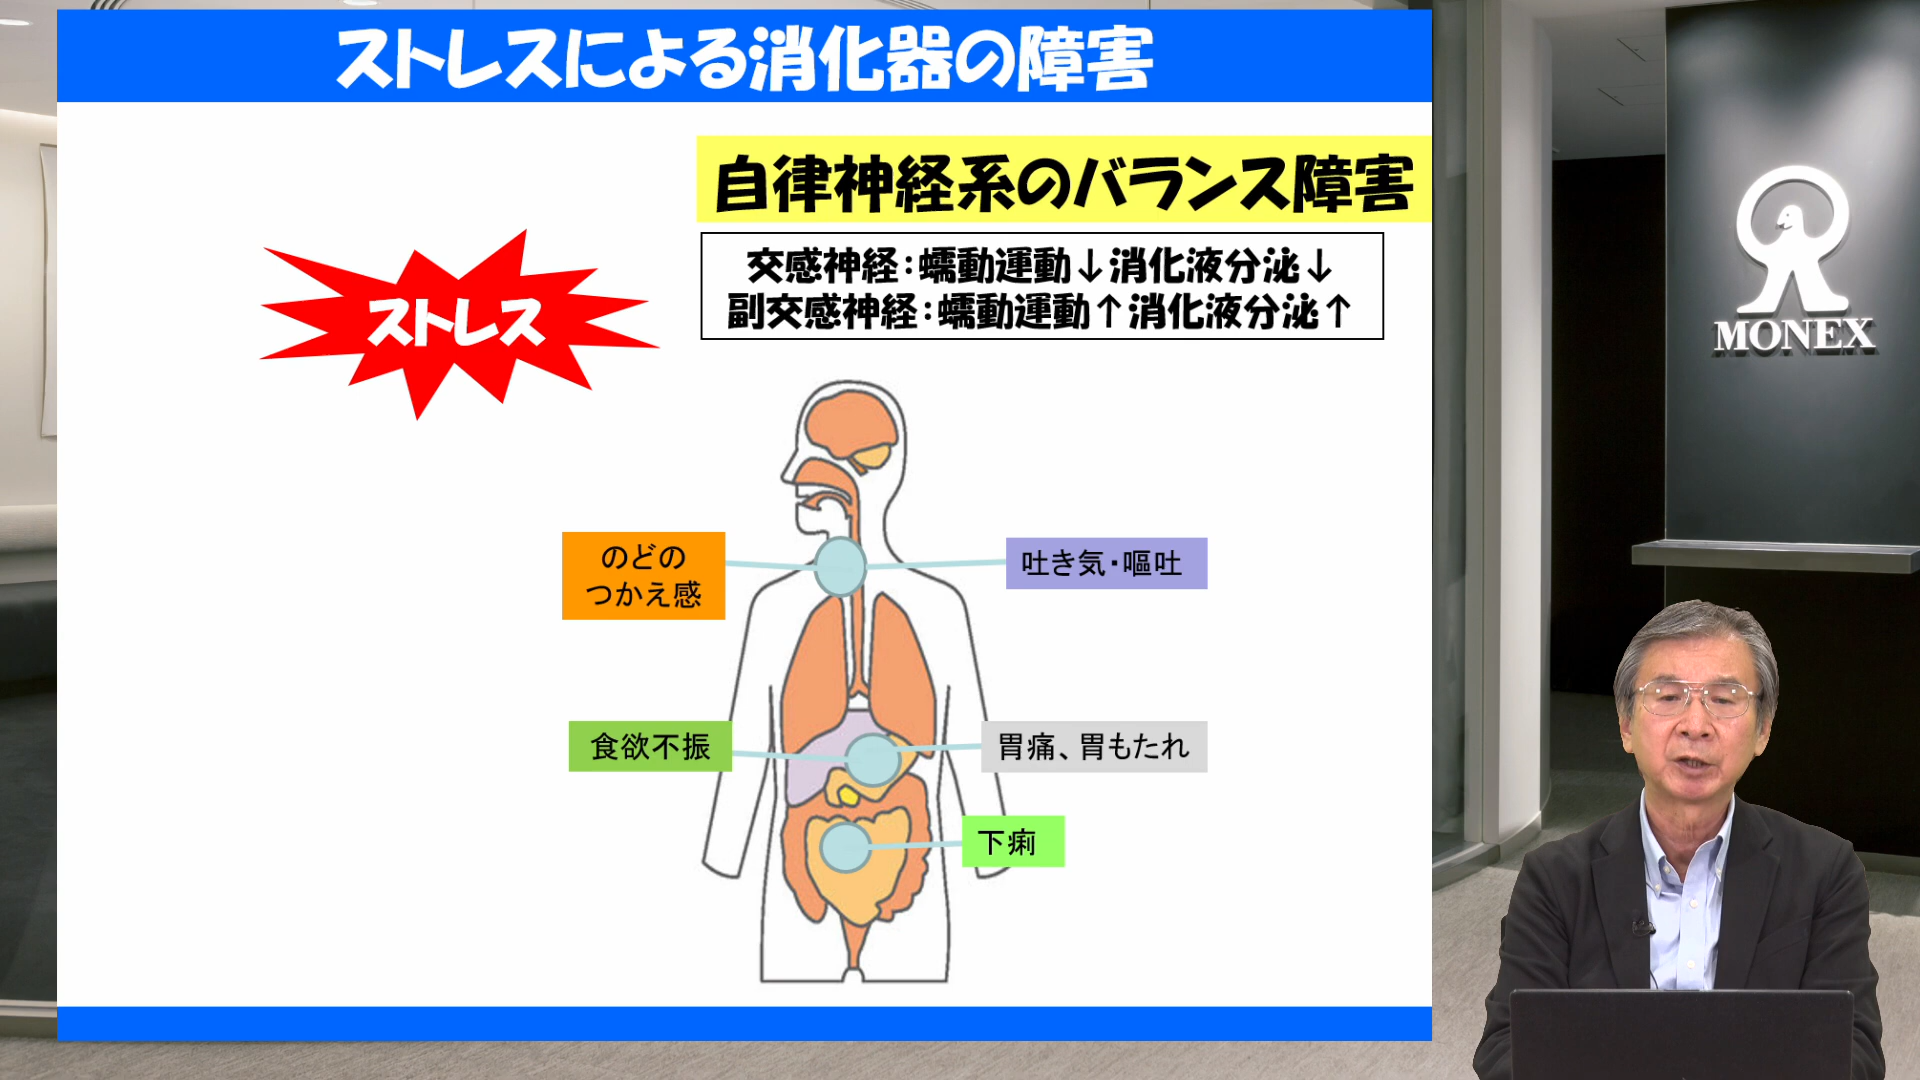 ストレスによる消化器の障害
自律神経系のバランス障害
交感神経：蠕動運動↓消化液分泌↓
副交感神経：蠕動運動↑消化液分泌↑
ストレス
のどの
つかえ感
吐き気・嘔吐
食欲不振
胃痛、胃もたれ
下痢
MONEX